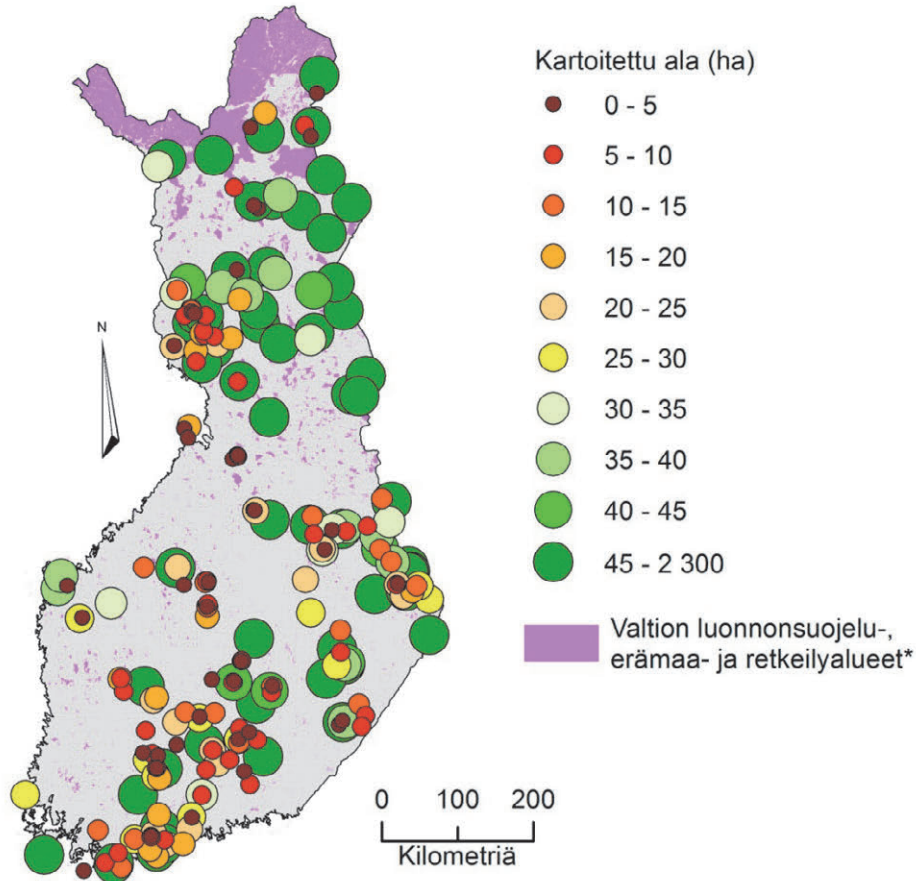 Kartoitettu ala (ha)
0 - 5
5 - 10
10 - 15
15 - 20
20 - 25
25 - 30
30 - 35
35 - 40
40 - 45
45 - 2 300
Valtion luonnonsuojelu-,
erämaa- ja retkeilyalueet*
N
0 100 200
Kilometriä